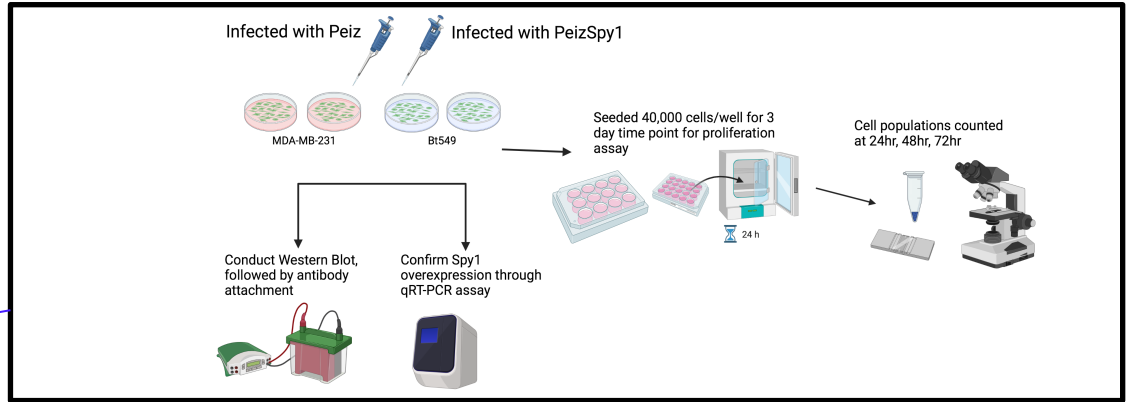 Infected with Peiz
Infected with PeizSpy1
MDA-MB-231
Bt549
Seeded 40,000 cells/well for 3
day time point for proliferation
assay
24 h
Cell populations counted
at 24hr, 48hr, 72hr
Conduct Western Blot,
followed by antibody
attachment
Confirm Spy1
overexpression through
qRT-PCR assay